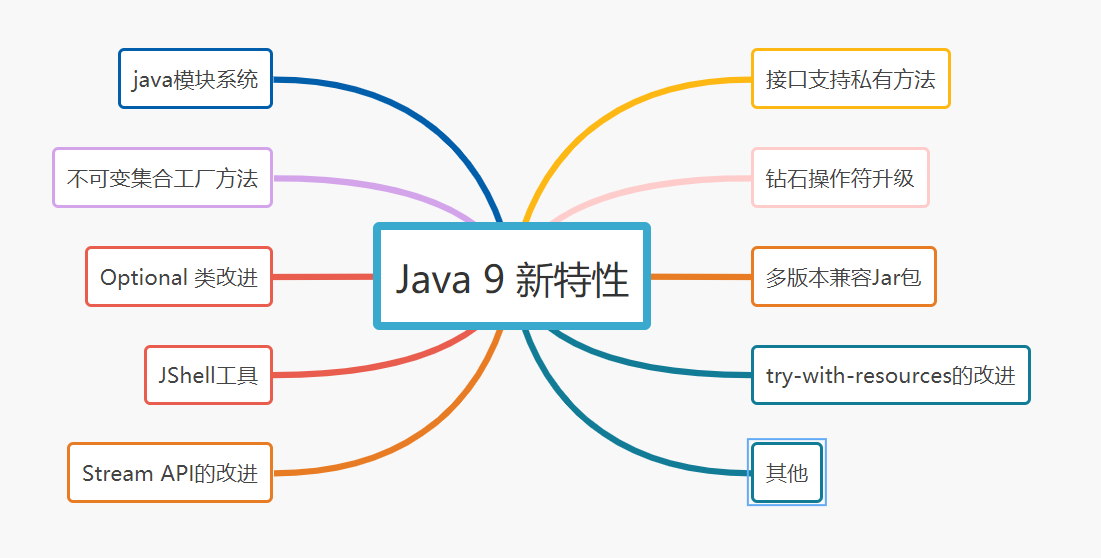 java模块系统
不可变集合工厂方法
Optional 类改进
JShell工具
Stream API的改进
Java 9 新特性
接口支持私有方法
钻石操作符升级
多版本兼容Jar包
try-with-resources的改进
其他